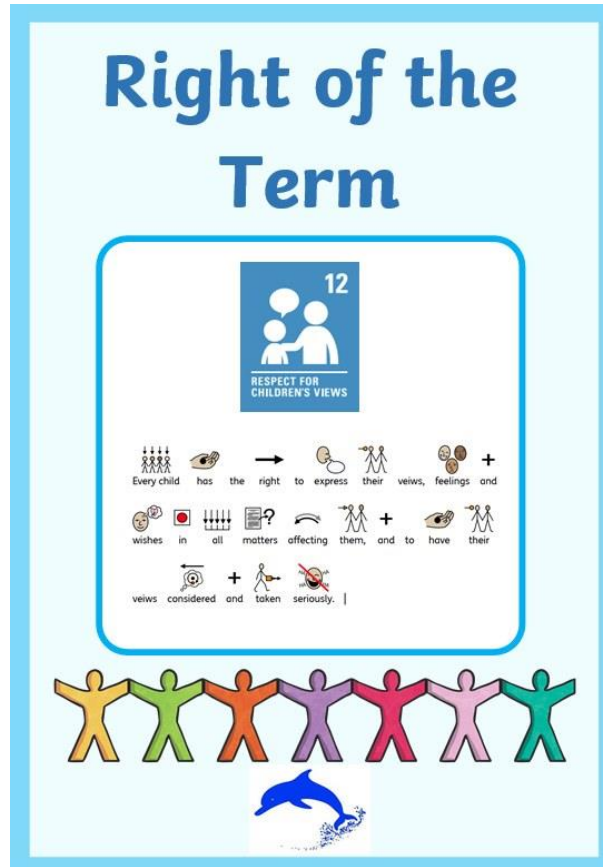 Right of the
Term
12
RESPECT FOR
CHILDREN'S VIEWS
Every child has the right to express their veiws, feelings and
wishes in all matters affecting them, and to have their
veiws considered and taken seriously.